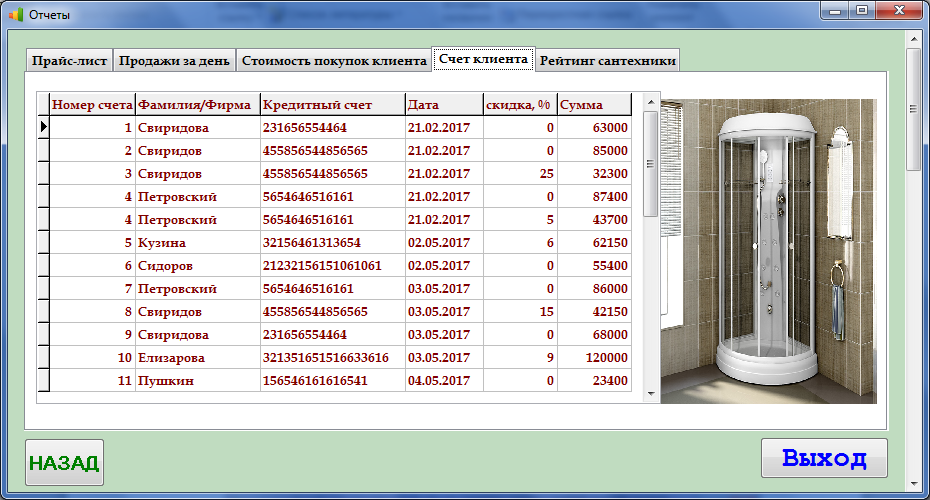 Отчеты
Прайс-лист Продажи за день Стоимость покупок клиента Счет клиента Рейтинг сантехники
Номер счета Фамилия/Фирма Кредитный счет Дата скидка, % Сумма
1 Свиридова 231656554464 21.02.2017 0 63000
2 Свиридов 455856544856565 21.02.2017 0 85000
3 Свиридов 455856544856565 21.02.2017 25 32300
4 Петровский 5654646516161 21.02.2017 0 87400
4 Петровский 5654646516161 21.02.2017 5 43700
5 Кузина 32156461313654 02.05.2017 6 62150
6 Сидоров 21232156151061061 02.05.2017 0 55400
7 Петровский 5654646516161 03.05.2017 0 86000
8 Свиридов 455856544856565 03.05.2017 15 42150
9 Свиридова 231656554464 03.05.2017 0 68000
10 Елизарова 321351651516633616 03.05.2017 9 120000
11 Пушкин 156546161616541 04.05.2017 0 23400
НАЗАД Выход